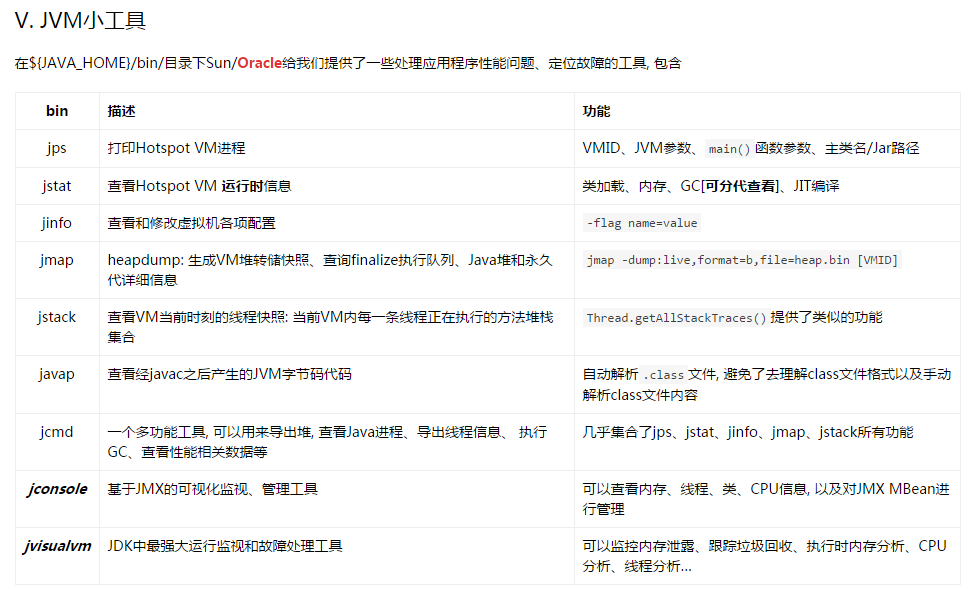 V. JVM小工具
在${JAVA_HOME}/bin/目录下Sun/Oracle给我们提供了一些处理应用程序性能问题、定位故障的工具, 包含
bin 描述 功能
jps 打印Hotspot VM进程 VMID、JVM参数、main()函数参数、主类名/Jar路径
jstat 查看Hotspot VM 运行时信息 类加载、内存、GC[可分代查看]、JIT编译
jinfo 查看和修改虚拟机各项配置 -flag name=value
jmap heapdump: 生成VM堆转储快照、查询finalize执行队列、Java堆和永久 jmap -dump:live,format=b,file=heap.bin [VMID]
代详细信息
jstack 查看VM当前时刻的线程快照: 当前VM内每一条线程正在执行的方法堆栈 Thread.getAllStackTraces()提供了类似的功能
集合
javap 查看经javac之后产生的JVM字节码代码 自动解析.class文件, 避免了去理解class文件格式以及手动
解析class文件内容
jcmd 一个多功能工具, 可以用来导出堆, 查看Java进程、导出线程信息、 执行 几乎集合了jps、jstat、jinfo、jmap、jstack所有功能
GC、查看性能相关数据等
jconsole 基于JMX的可视化监视、管理工具 可以查看内存、线程、类、CPU信息, 以及对JMX MBean进
行管理
jvisualvm JDK中最强大运行监视和故障处理工具 可以监控内存泄露、跟踪垃圾回收、执行时内存分析、CPU
分析、线程分析...